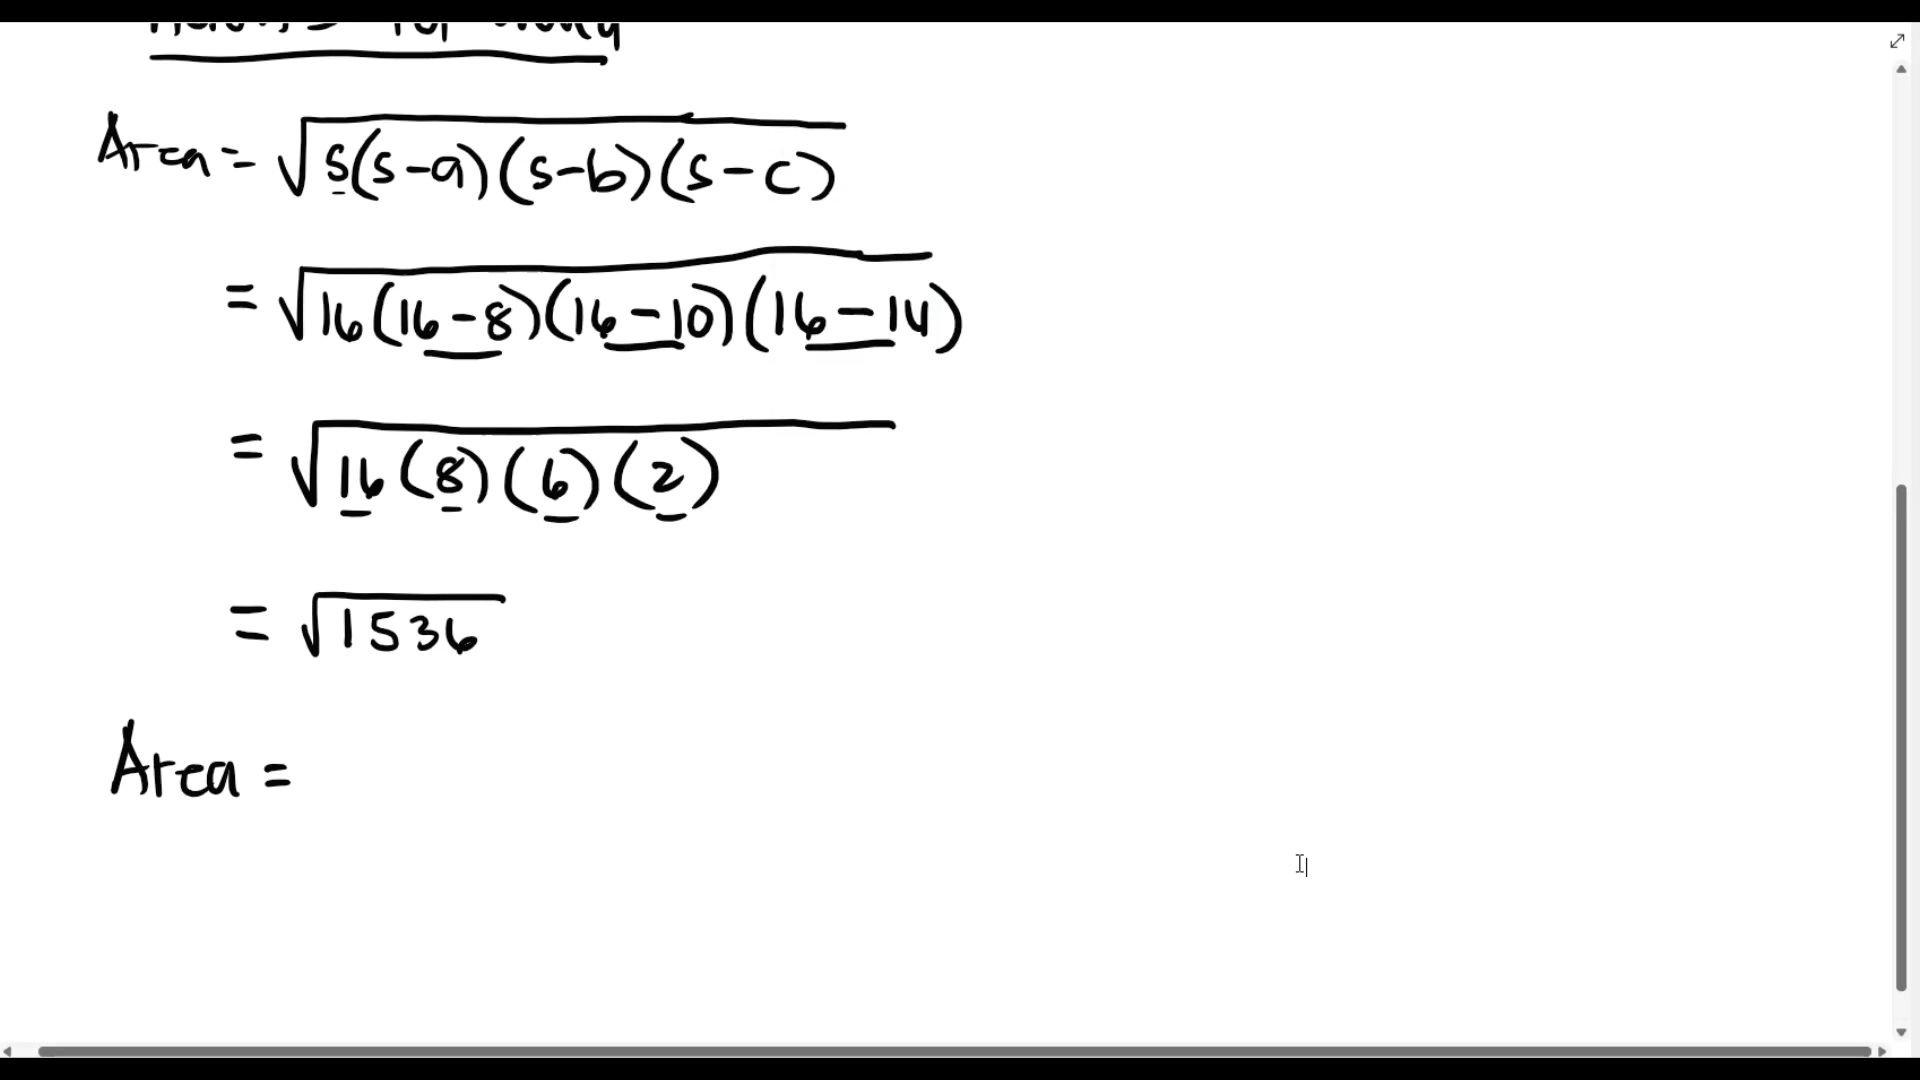 Area = √s(s-a)(s-b)(s-c)
= √16(16-8)(16-10)(16-14)
= √16(8)(6)(2)
= √1536
Area =